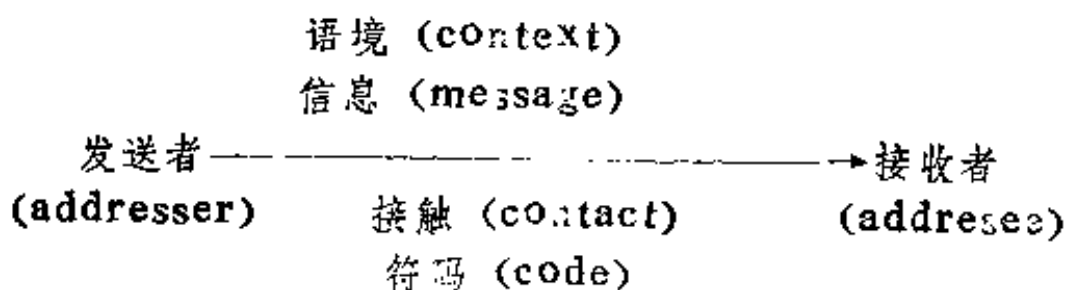 语境 (context)
信息 (message)
发送者 接收者
(addresser) 接触 (contact) (addresee)
符码 (code)